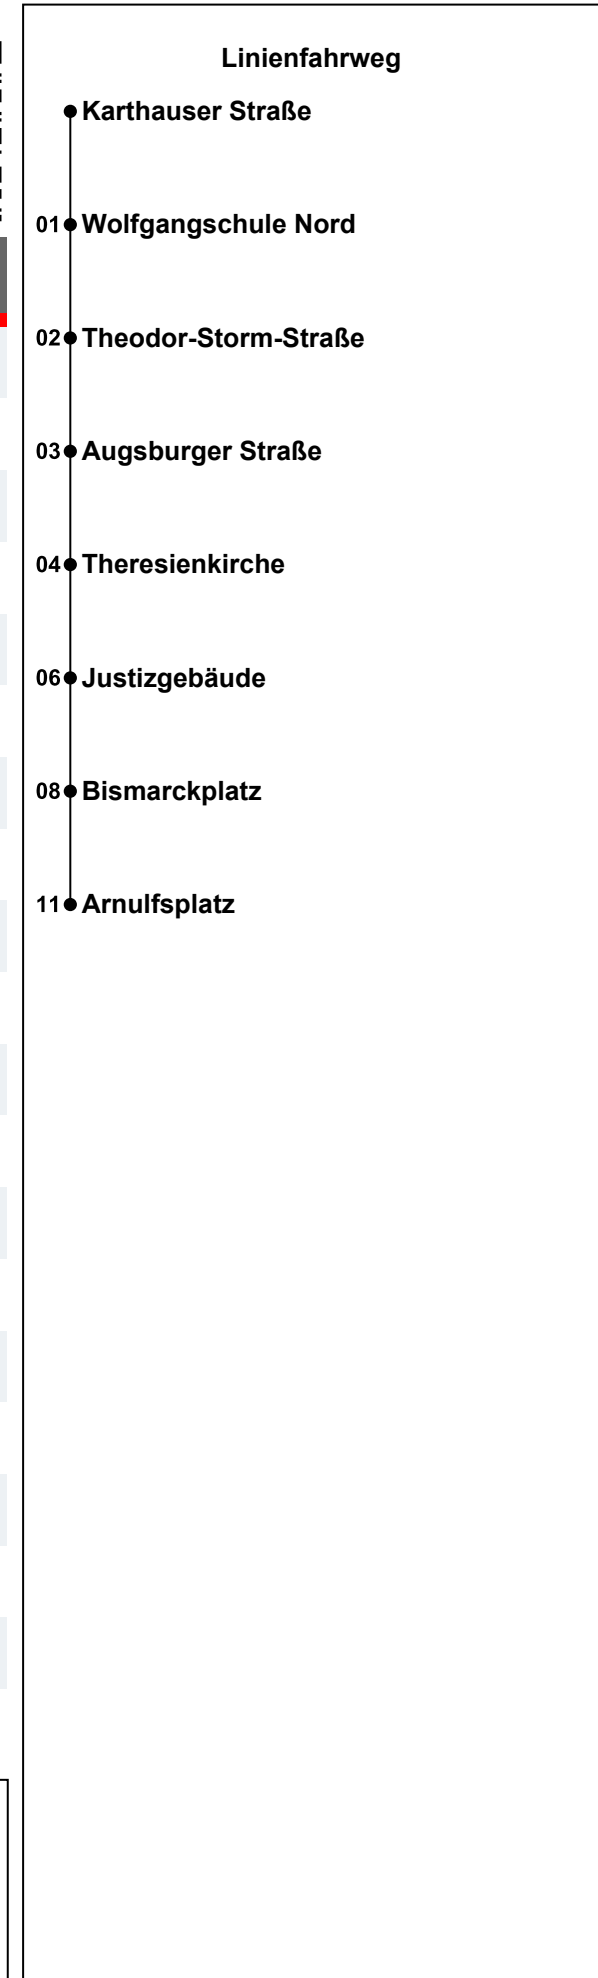 Linienfahrweg
Karthauser Straße
01 Wolfgangschule Nord
02 Theodor-Storm-Straße
03 Augsburger Straße
04 Theresienkirche
06 Justizgebäude
08 Bismarckplatz
11 Arnulfsplatz